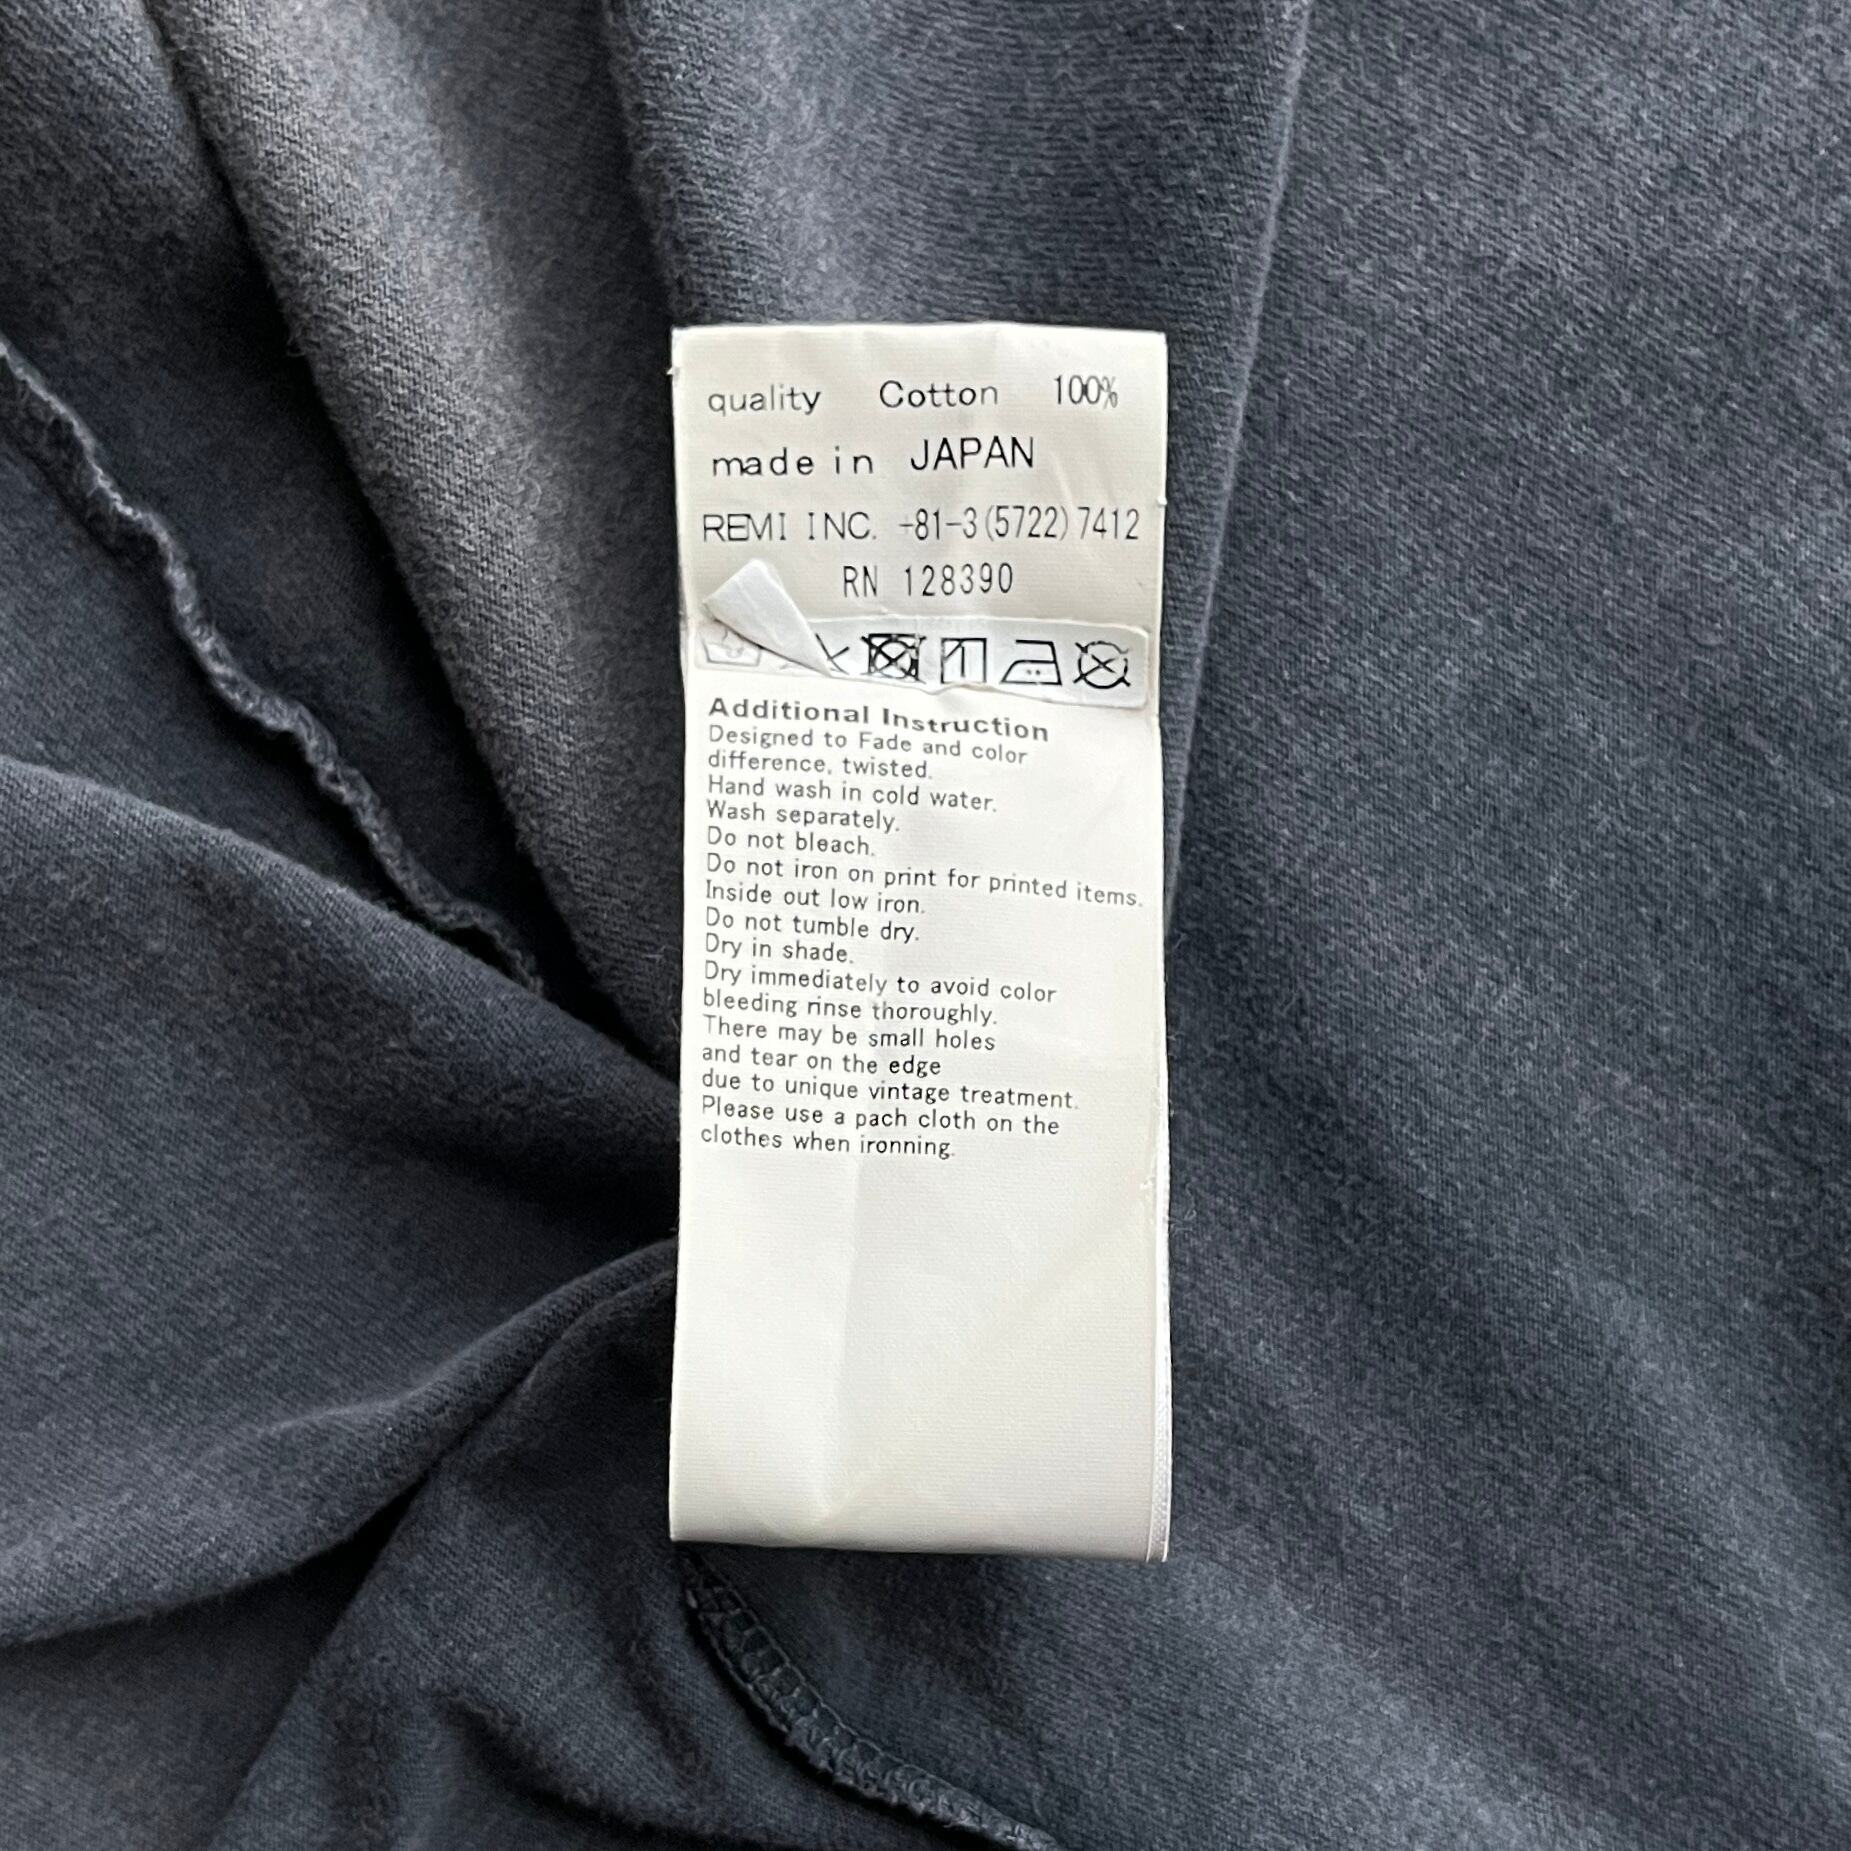 quality Cotton 100%
made in JAPAN
REMI INC. +81-3(5722)7412
RN 128390
Additional Instruction
Designed to Fade and color
difference, twisted.
Hand wash in cold water.
Wash separately.
Do not bleach.
Do not iron on print for printed items.
Inside out low iron.
Do not tumble dry.
Dry in shade.
Dry immediately to avoid color
bleeding rinse thoroughly.
There may be small holes
and tear on the edge
due to unique vintage treatment.
Please use a pach cloth on the
clothes when ironning.